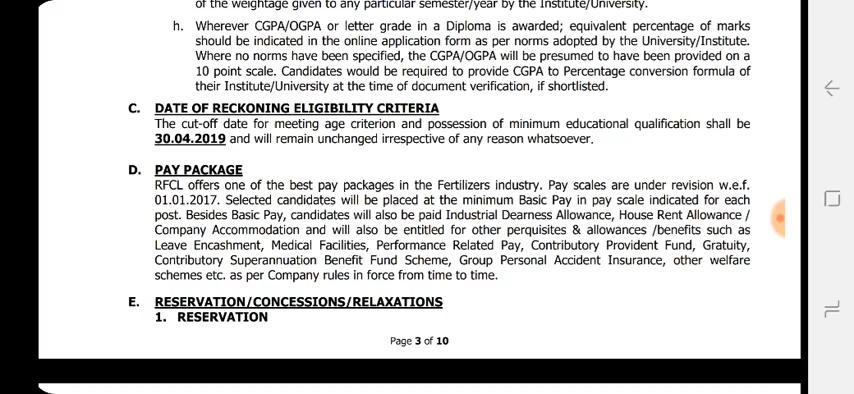 of the weightage given to any particular semester/year by the Institute/University.
h. Wherever CGPA/OGPA or letter grade in a Diploma is awarded; equivalent percentage of marks
should be indicated in the online application form as per norms adopted by the University/Institute.
Where no norms have been specified, the CGPA/OGPA will be presumed to have been provided on a
10 point scale. Candidates would be required to provide CGPA to Percentage conversion formula of
their Institute/University at the time of document verification, if shortlisted.
C. DATE OF RECKONING ELIGIBILITY CRITERIA
The cut-off date for meeting age criterion and possession of minimum educational qualification shall be
30.04.2019 and will remain unchanged irrespective of any reason whatsoever.
D. PAY PACKAGE
RFCL offers one of the best pay packages in the Fertilizers industry. Pay scales are under revision w.e.f.
01.01.2017. Selected candidates will be placed at the minimum Basic Pay in pay scale indicated for each
post. Besides Basic Pay, candidates will also be paid Industrial Dearness Allowance, House Rent Allowance /
Company Accommodation and will also be entitled for other perquisites & allowances /benefits such as
Leave Encashment, Medical Facilities, Performance Related Pay, Contributory Provident Fund, Gratuity,
Contributory Superannuation Benefit Fund Scheme, Group Personal Accident Insurance, other welfare
schemes etc. as per Company rules in force from time to time.
E. RESERVATION/CONCESSIONS/RELAXATIONS
1. RESERVATION
Page 3 of 10